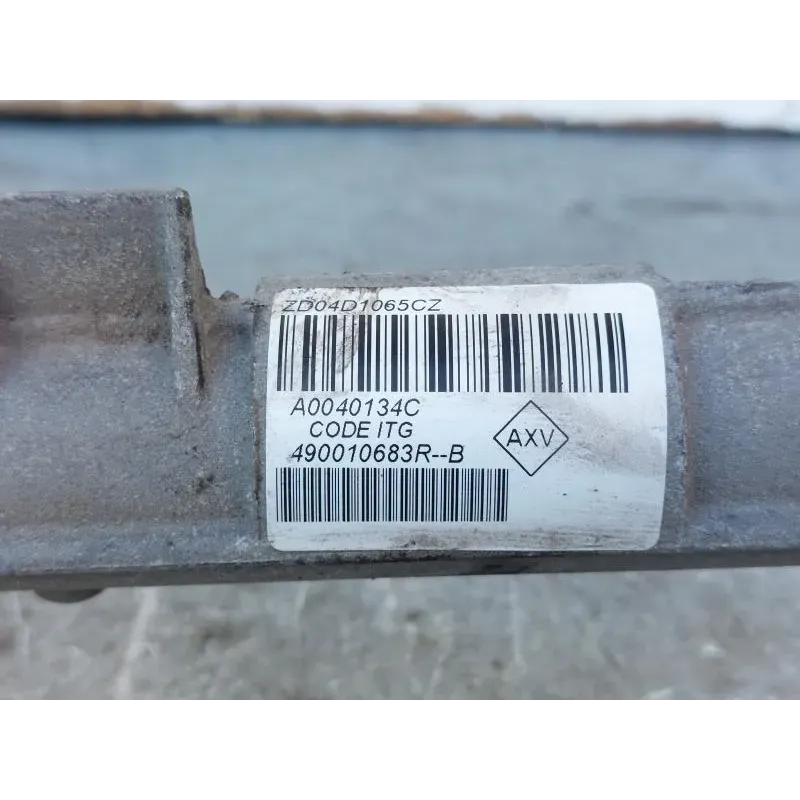 ZD04D1065CZ
A0040134C
CODE ITG
AXV
490010683R--B